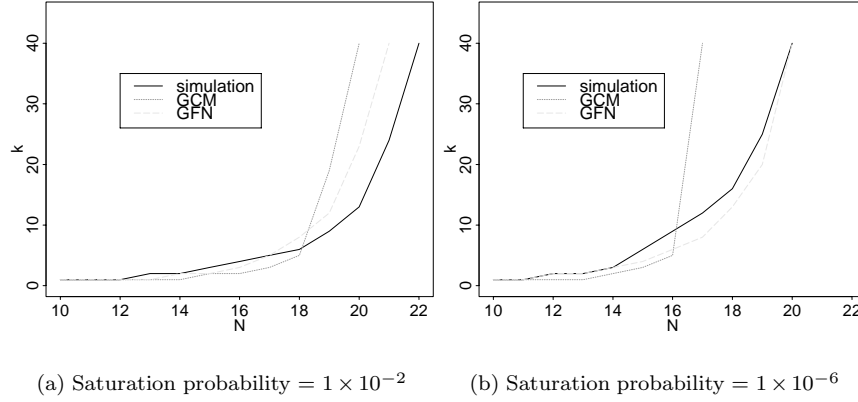 40
30
20
10
0
k
simulation
GCM
GFN
10 12 14 16 18 20 22
N
(a) Saturation probability = 1 × 10⁻²
40
30
20
10
0
k
simulation
GCM
GFN
10 12 14 16 18 20 22
N
(b) Saturation probability = 1 × 10⁻⁶